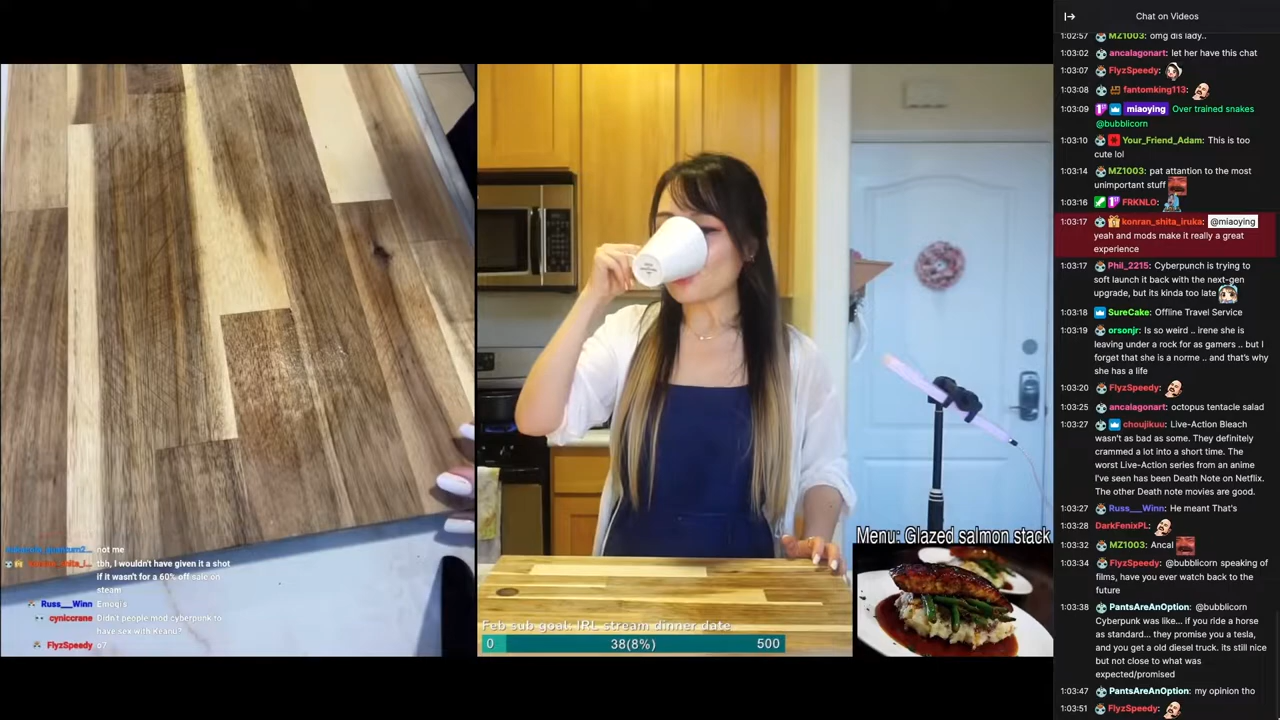 Chat on Videos
1:02:57 MZ1003: omg dis lady..
1:03:02 ancalagonart: let her have this chat
1:03:07 FlyzSpeedy:
1:03:08 fantomking113:
1:03:09 miaoying Over trained snakes
@bubblicorn
1:03:10 Your_Friend_Adam: This is too
cute lol
1:03:14 MZ1003: pat attantion to the most
unimportant stuff
1:03:16 FRKNLO:
1:03:17 konran_shita_iruka: @miaoying
yeah and mods make it really a great
experience
1:03:17 Phil_2215: Cyberpunch is trying to
soft launch it back with the next-gen
upgrade, but its kinda too late
1:03:18 SureCake: Offline Travel Service
1:03:19 orsonjr: Is so weird .. irene she is
leaving under a rock for as gamers .. but I
forget that she is a norme .. and that's why
she has a life
1:03:20 FlyzSpeedy:
1:03:25 ancalagonart: octopus tentacle salad
1:03:27 choujikuu: Live-Action Bleach
wasn't as bad as some. They definitely
crammed a lot into a short time. The
worst Live-Action series from an anime
I've seen has been Death Note on Netflix.
The other Death note movies are good.
1:03:27 Russ___Winn: He meant That's
1:03:28 DarkFenixPL:
1:03:32 MZ1003: Ancal
1:03:34 FlyzSpeedy: @bubblicorn speaking of
films, have you ever watch back to the
future
1:03:38 PantsAreAnOption: @bubblicorn
Cyberpunk was like... if you ride a horse
as standard... they promise you a tesla,
and you get a old diesel truck. its still nice
but not close to what was
expected/promised
1:03:47 PantsAreAnOption: my opinion tho
1:03:51 FlyzSpeedy:
not me
tbh, I wouldn't have given it a shot
if it wasn't for a 60% off sale on
steam
Russ___Winn Emugis
cyniccrane Didn't people mod cyberpunk to
have sex with Keanu?
FlyzSpeedy o7
Menu: Glazed salmon stack
Feb sub goal: IRL stream dinner date
0 38(8%) 500